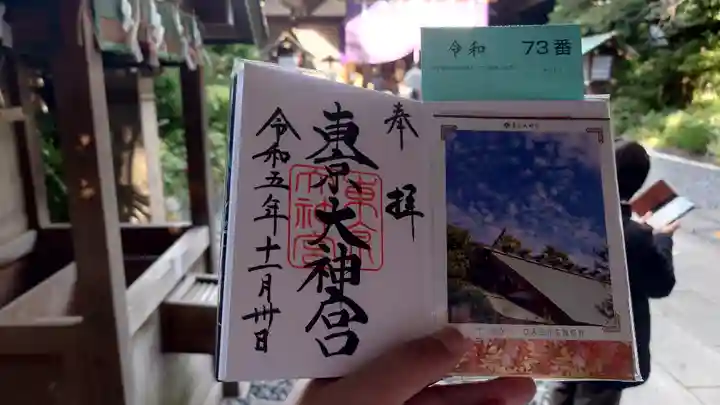 奉拝
東京大神宮
東京大神宮
令和五年十一月卅日
令和 73番